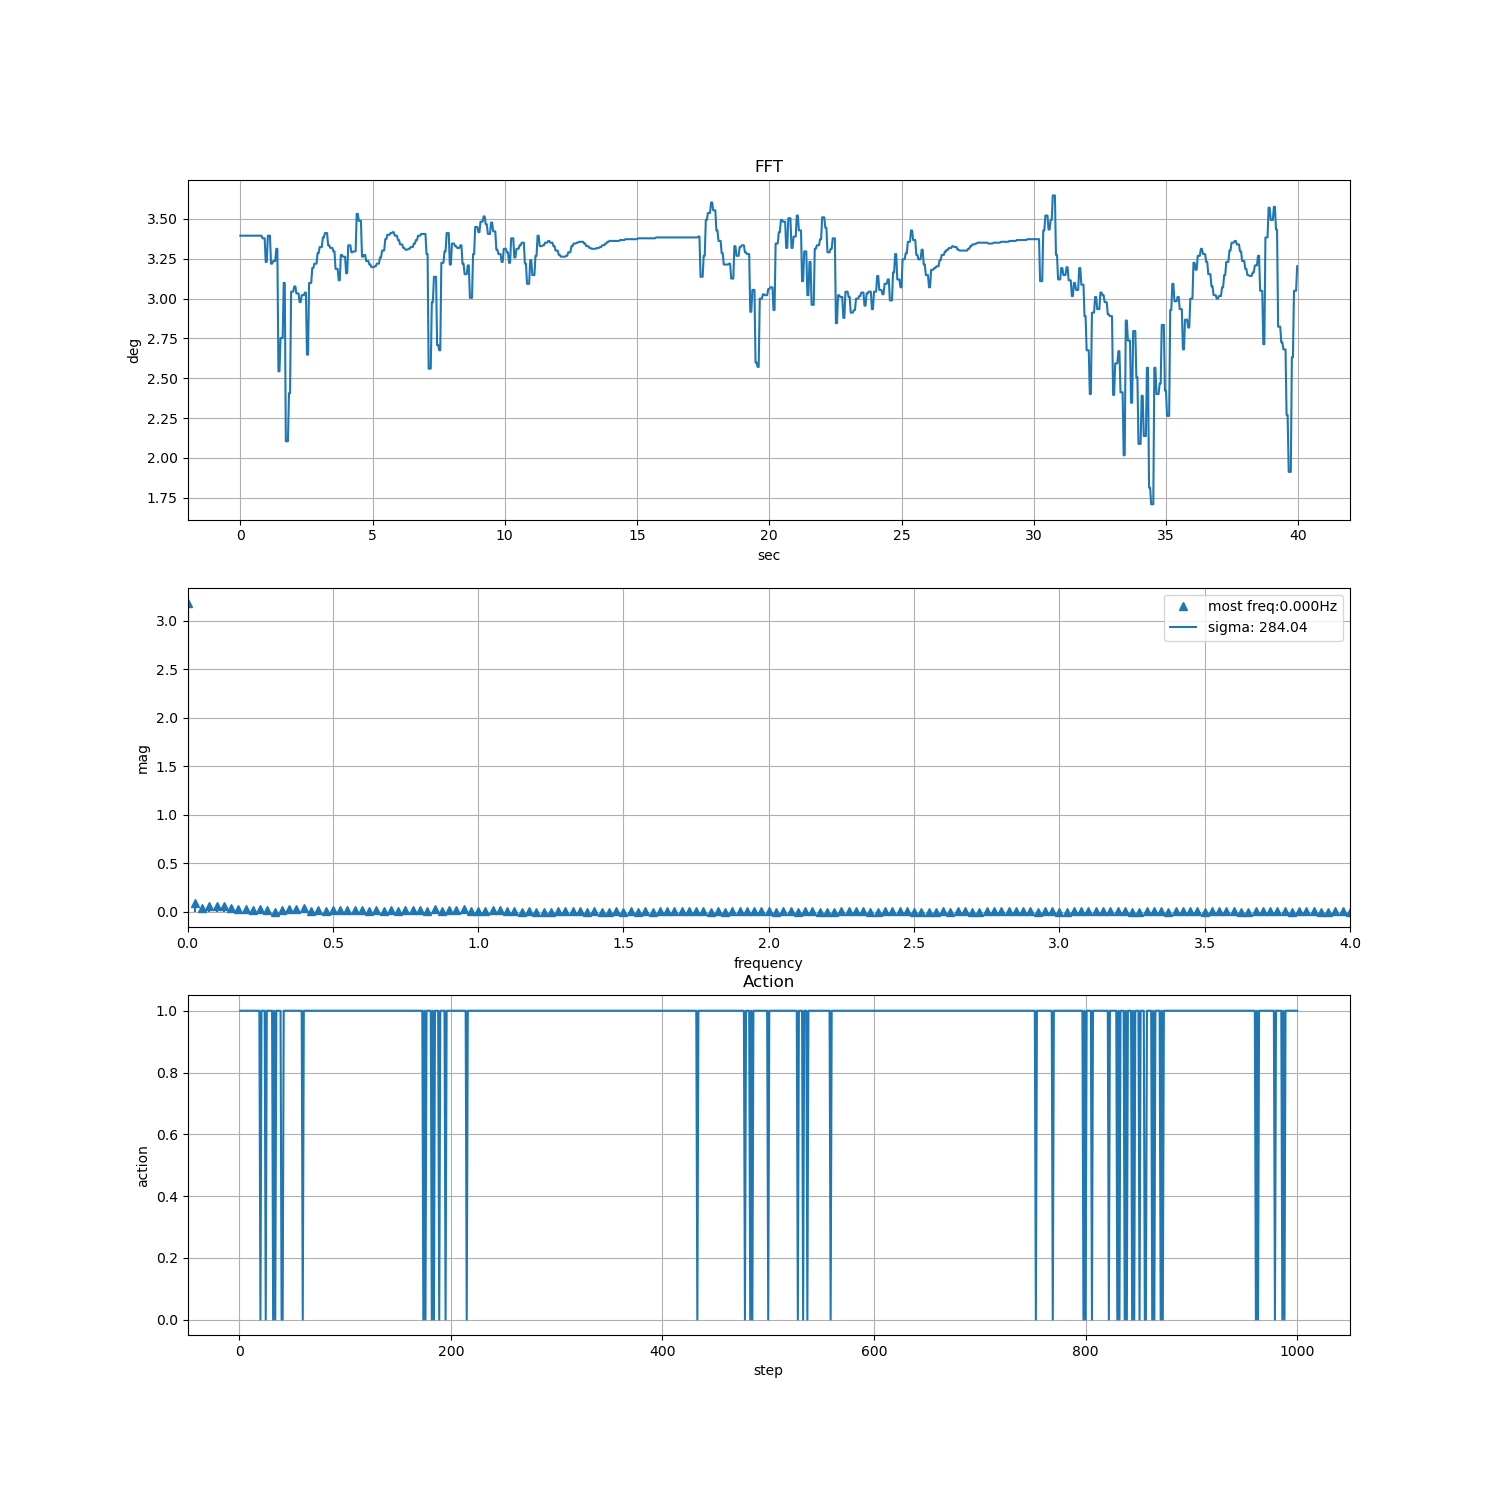 FFT
deg
3.50
3.25
3.00
2.75
2.50
2.25
2.00
1.75
0 5 10 15 20 25 30 35 40
sec
most freq:0.000Hz
sigma: 284.04
mag
3.0
2.5
2.0
1.5
1.0
0.5
0.0
0.0 0.5 1.0 1.5 2.0 2.5 3.0 3.5 4.0
frequency
Action
action
1.0
0.8
0.6
0.4
0.2
0.0
0 200 400 600 800 1000
step